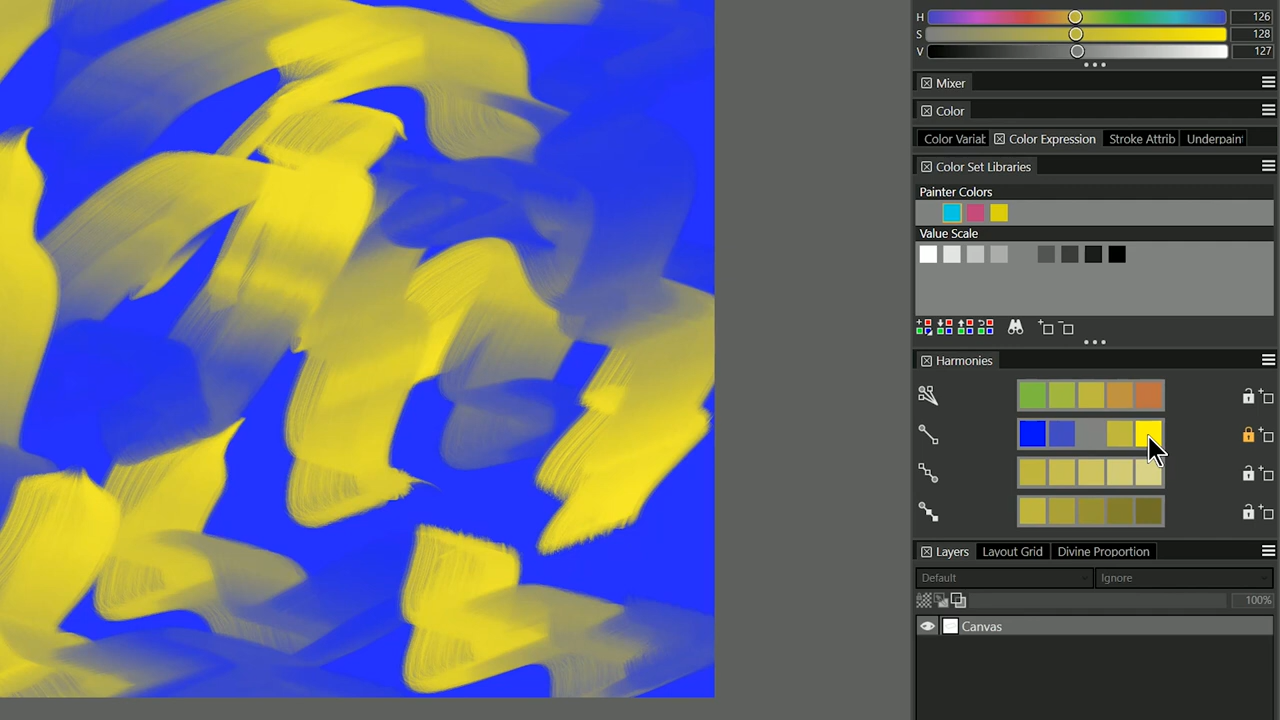 H 126
S 128
V 127
Mixer
Color
Color Variat Color Expression Stroke Attrib Underpaint
Color Set Libraries
Painter Colors
Value Scale
Harmonies
Layers Layout Grid Divine Proportion
Default Ignore
100%
Canvas